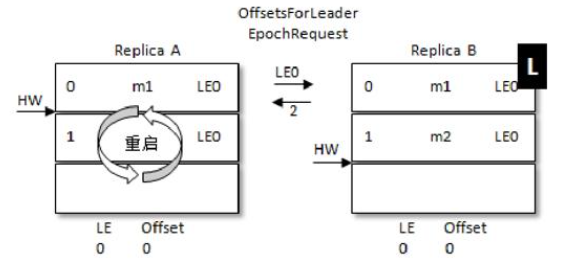 OffsetsForLeader
EpochRequest
Replica A
Replica B
L
0 m1 LE0
LE0
0 m1 LE0
HW
2
1 重启 LE0
1 m2 LE0
HW
LE Offset
0 0
LE Offset
0 0